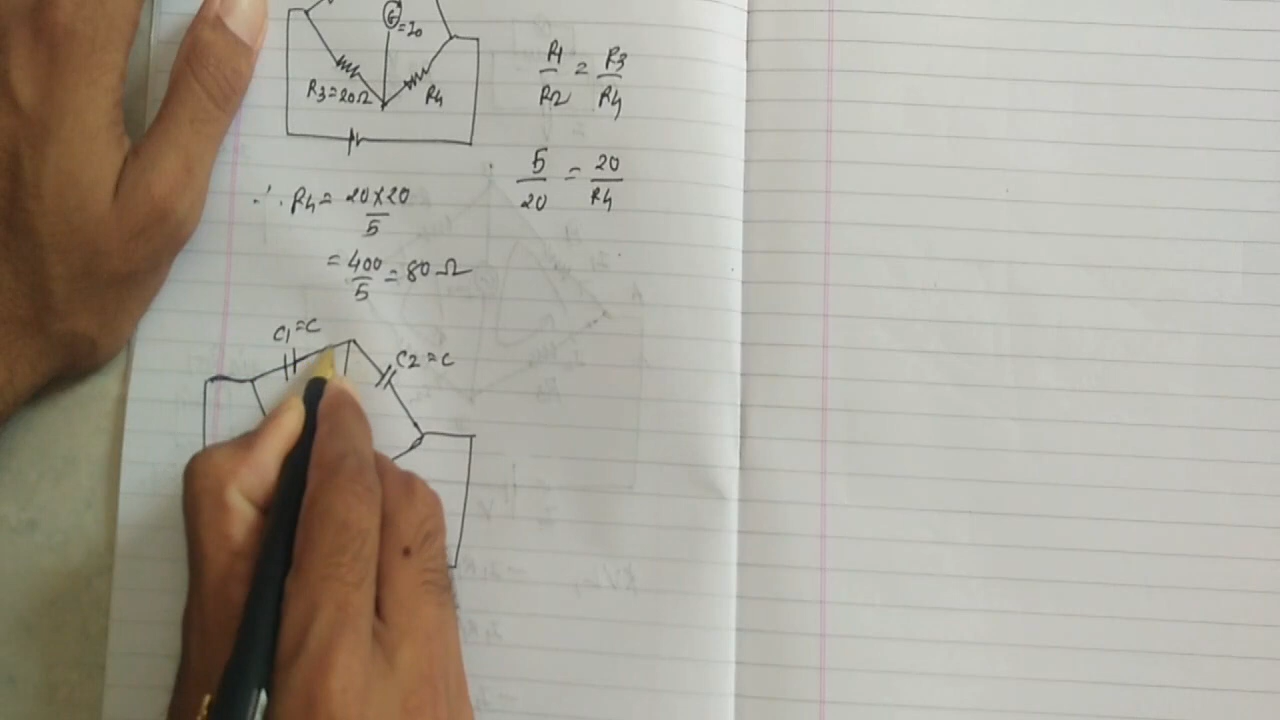 G =20
R3=20Ω R4
R1/R2 = R3/R4
5/20 = 20/R4
∴ R4 = 20×20/5
= 400/5 = 80Ω
C1=C
C2=C